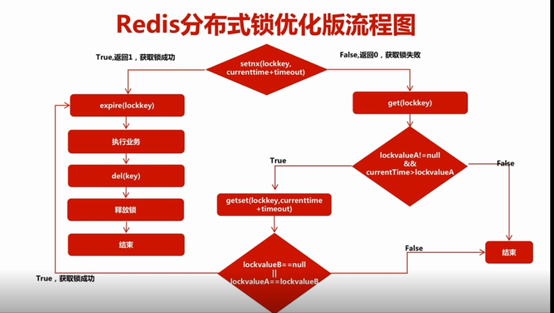 Redis分布式锁优化版流程图
True,返回1，获取锁成功
False,返回0，获取锁失败
setnx(lockkey,
currenttime+timeout)
expire(lockkey)
get(lockkey)
执行业务
lockvalueA!=null
&&
currentTime>lockvalueA
True
False
del(key)
getset(lockkey,currenttime
+timeout)
释放锁
结束
False
结束
lockvalueB==null
||
lockvalueA==lockvalueB
True，获取锁成功